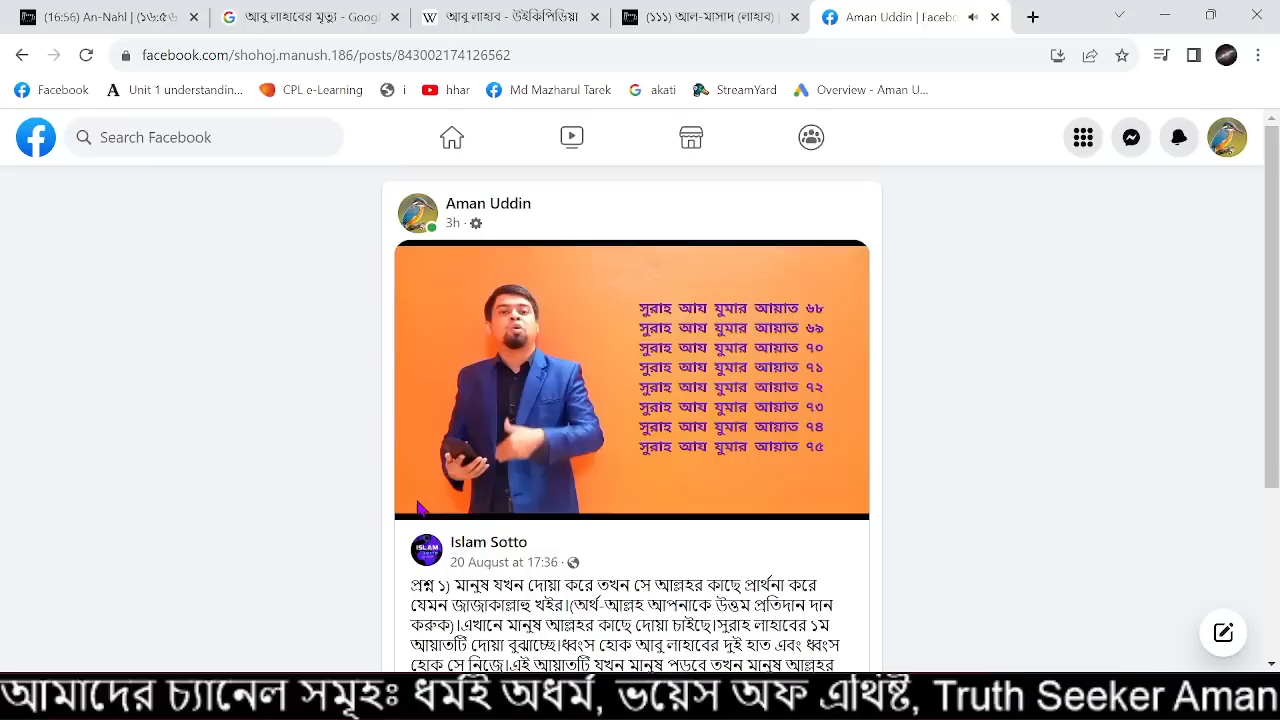 (16:56) An-Nahl | (১৬:৫৬
আবু লাহাবের মৃত্যু - Googl
আবু লাহাব - উইকিপিডিয়া
(১১১) আল-মাসাদ (লাহাব) |
Aman Uddin | Facebo
facebook.com/shohoj.manush.186/posts/843002174126562
Facebook
Unit 1 understandin...
CPL e-Learning
i
hhar
Md Mazharul Tarek
akati
StreamYard
Overview - Aman U...
Search Facebook
Aman Uddin
3h ·
সুরাহ আয যুমার আয়াত ৬৮
সুরাহ আয যুমার আয়াত ৬৯
সুরাহ আয যুমার আয়াত ৭০
সুরাহ আয যুমার আয়াত ৭১
সুরাহ আয যুমার আয়াত ৭২
সুরাহ আয যুমার আয়াত ৭৩
সুরাহ আয যুমার আয়াত ৭৪
সুরাহ আয যুমার আয়াত ৭৫
ISLAM
Islam Sotto
20 August at 17:36 ·
প্রশ্ন ১) মানুষ যখন দোয়া করে তখন সে আল্লহর কাছে প্রার্থনা করে
যেমন জাজাকাল্লাহু খইর।(অর্থ-আল্লহ আপনাকে উত্তম প্রতিদান দান
করুক)।এখানে মানুষ আল্লহর কাছে দোয়া চাইছে।সুরাহ লাহাবের ১ম
আয়াতটি দোয়া বুঝাচ্ছে।ধ্বংস হোক আবু লাহাবের দুই হাত এবং ধ্বংস
হোক সে নিজে।এই আয়াতটি যখন মানুষ পড়বে তখন মানুষ আল্লহর
আমাদের চ্যানেল সমূহঃ ধর্মই অধর্ম, ভয়েস অফ এথিষ্ট, Truth Seeker Aman